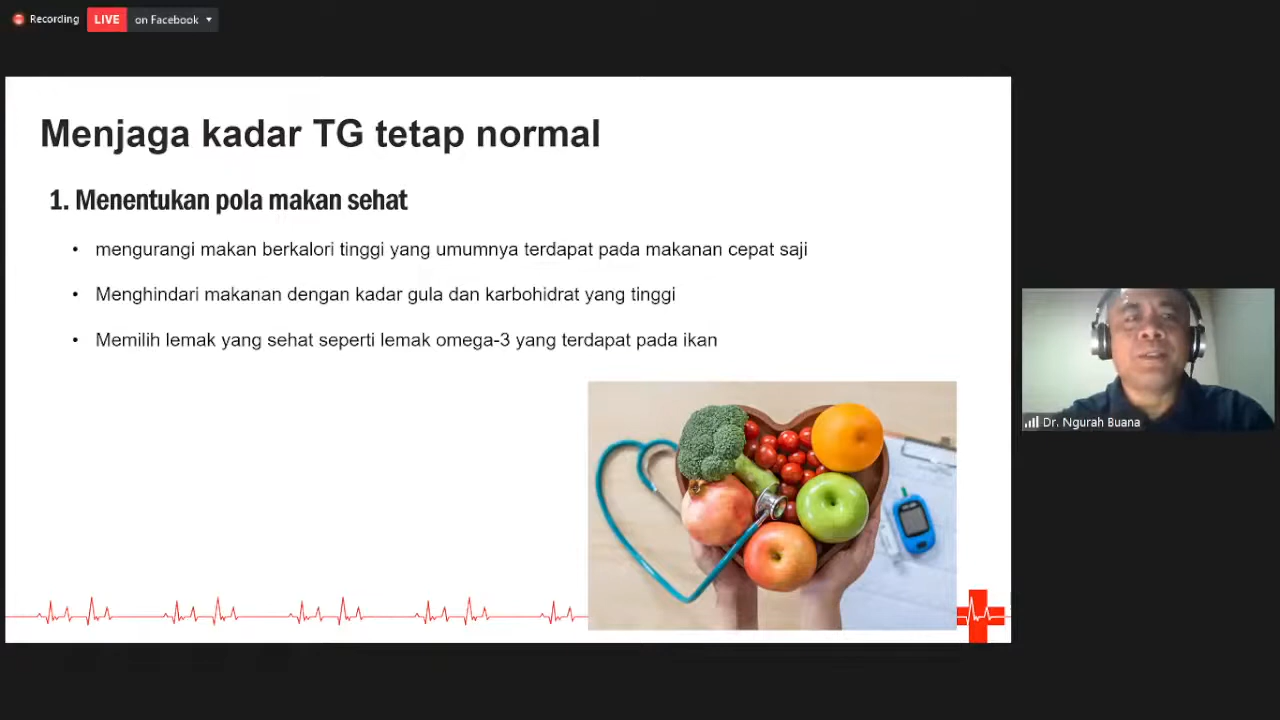 Recording
LIVE on Facebook
Menjaga kadar TG tetap normal
1. Menentukan pola makan sehat
• mengurangi makan berkalori tinggi yang umumnya terdapat pada makanan cepat saji
• Menghindari makanan dengan kadar gula dan karbohidrat yang tinggi
• Memilih lemak yang sehat seperti lemak omega-3 yang terdapat pada ikan
Dr. Ngurah Buana